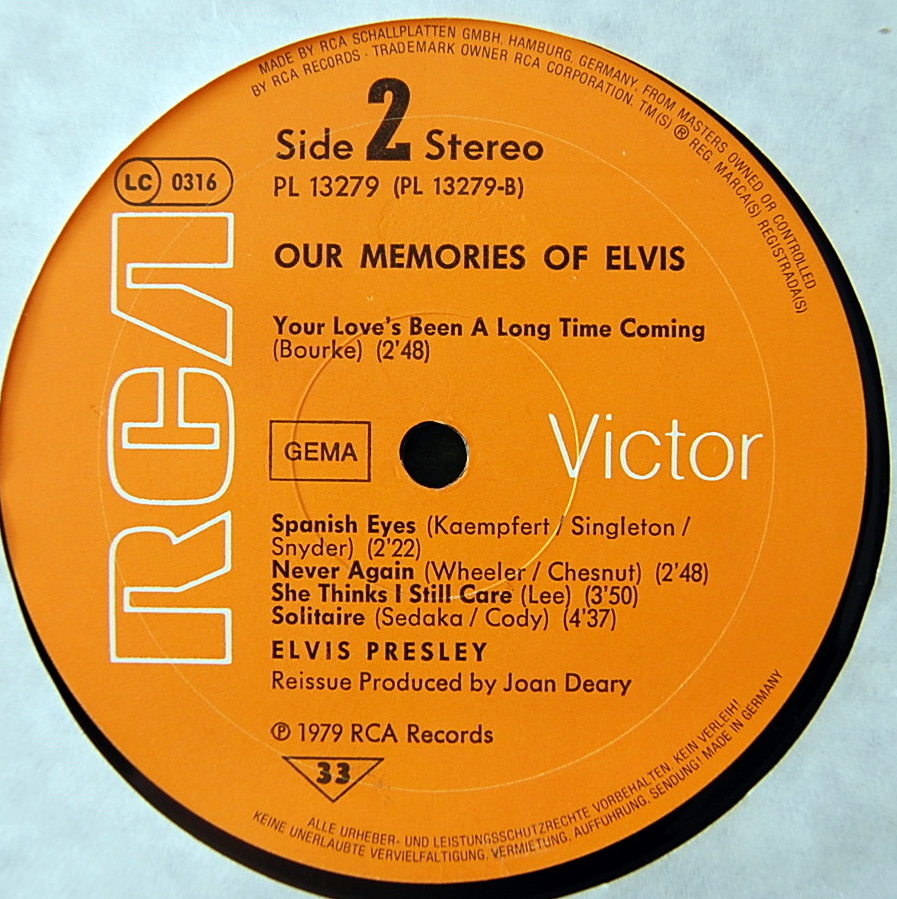 MADE BY RCA SCHALLPLATTEN GMBH. HAMBURG. GERMANY, FROM MASTERS OWNED OR CONTROLLED
BY RCA RECORDS · TRADEMARK OWNER RCA CORPORATION. TM(S) ® REG. MARCA(S) REGISTRADA(S)
Side 2 Stereo
LC 0316
PL 13279 (PL 13279-B)
OUR MEMORIES OF ELVIS
Your Love's Been A Long Time Coming
(Bourke) (2'48)
RCA
GEMA
Victor
Spanish Eyes (Kaempfert / Singleton /
Snyder) (2'22)
Never Again (Wheeler / Chesnut) (2'48)
She Thinks I Still Care (Lee) (3'50)
Solitaire (Sedaka / Cody) (4'37)
ELVIS PRESLEY
Reissue Produced by Joan Deary
℗ 1979 RCA Records
33
ALLE URHEBER- UND LEISTUNGSSCHUTZRECHTE VORBEHALTEN. KEIN VERLEIH!
KEINE UNERLAUBTE VERVIELFALTIGUNG. VERMIETUNG. AUFFUHRUNG. SENDUNG! MADE IN GERMANY